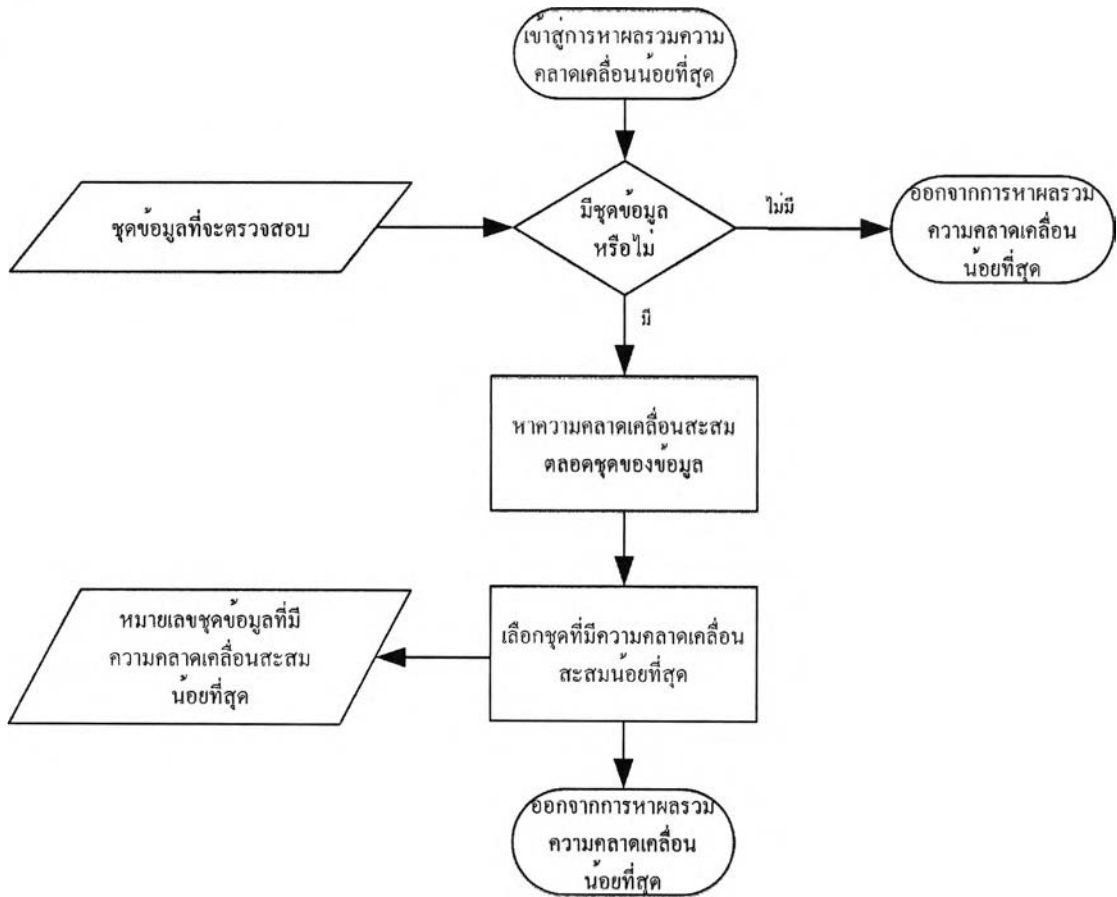 เข้าสู่การหาผลรวมความ
คลาดเคลื่อนน้อยที่สุด
ชุดข้อมูลที่จะตรวจสอบ
มีชุดข้อมูล
หรือไม่
ไม่มี
ออกจากการหาผลรวม
ความคลาดเคลื่อน
น้อยที่สุด
มี
หาความคลาดเคลื่อนสะสม
ตลอดชุดของข้อมูล
หมายเลขชุดข้อมูลที่มี
ความคลาดเคลื่อนสะสม
น้อยที่สุด
เลือกชุดที่มีความคลาดเคลื่อน
สะสมน้อยที่สุด
ออกจากการหาผลรวม
ความคลาดเคลื่อน
น้อยที่สุด